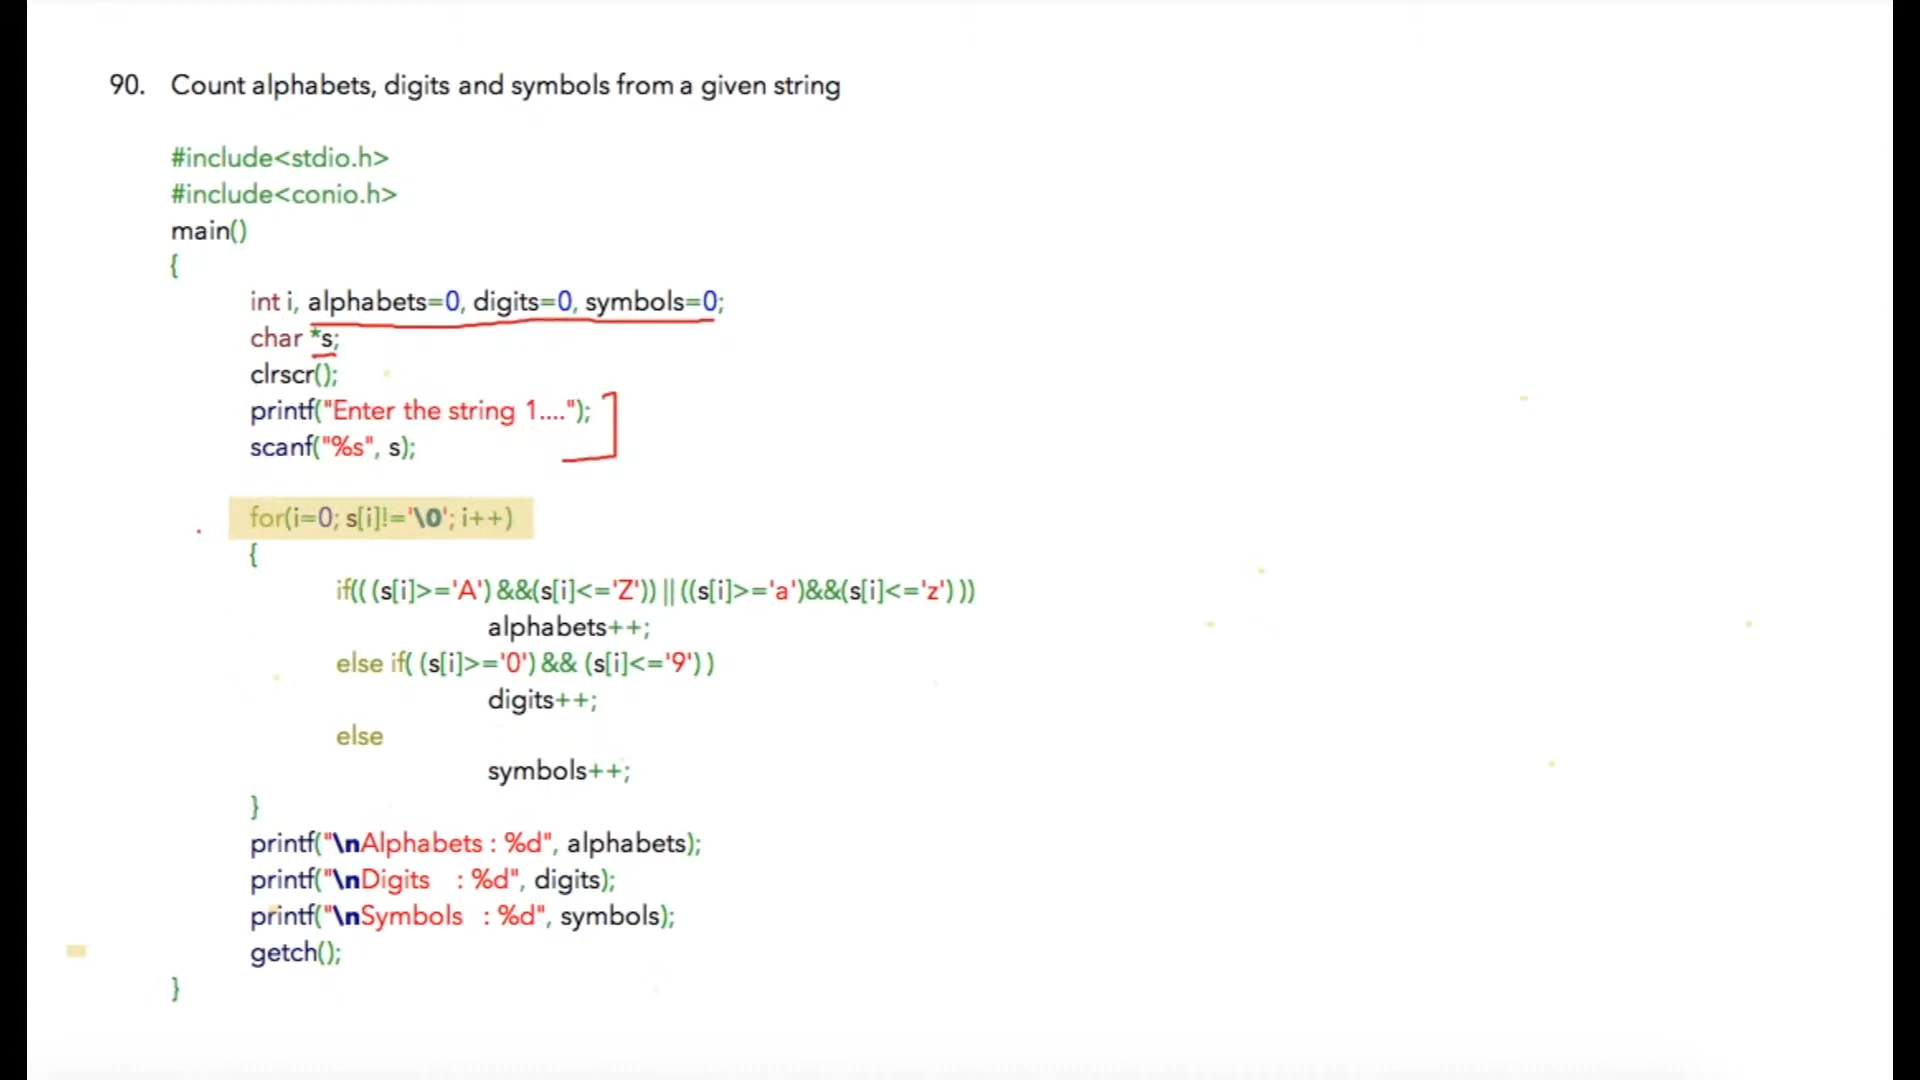 90. Count alphabets, digits and symbols from a given string
#include<stdio.h>
#include<conio.h>
main()
{
int i, alphabets=0, digits=0, symbols=0;
char *s;
clrscr();
printf("Enter the string 1....");
scanf("%s", s);
for(i=0; s[i]!='\0'; i++)
{
if(( (s[i]>='A') &&(s[i]<='Z')) || ((s[i]>='a')&&(s[i]<='z') ))
alphabets++;
else if( (s[i]>='0') && (s[i]<='9') )
digits++;
else
symbols++;
}
printf("\nAlphabets : %d", alphabets);
printf("\nDigits : %d", digits);
printf("\nSymbols : %d", symbols);
getch();
}